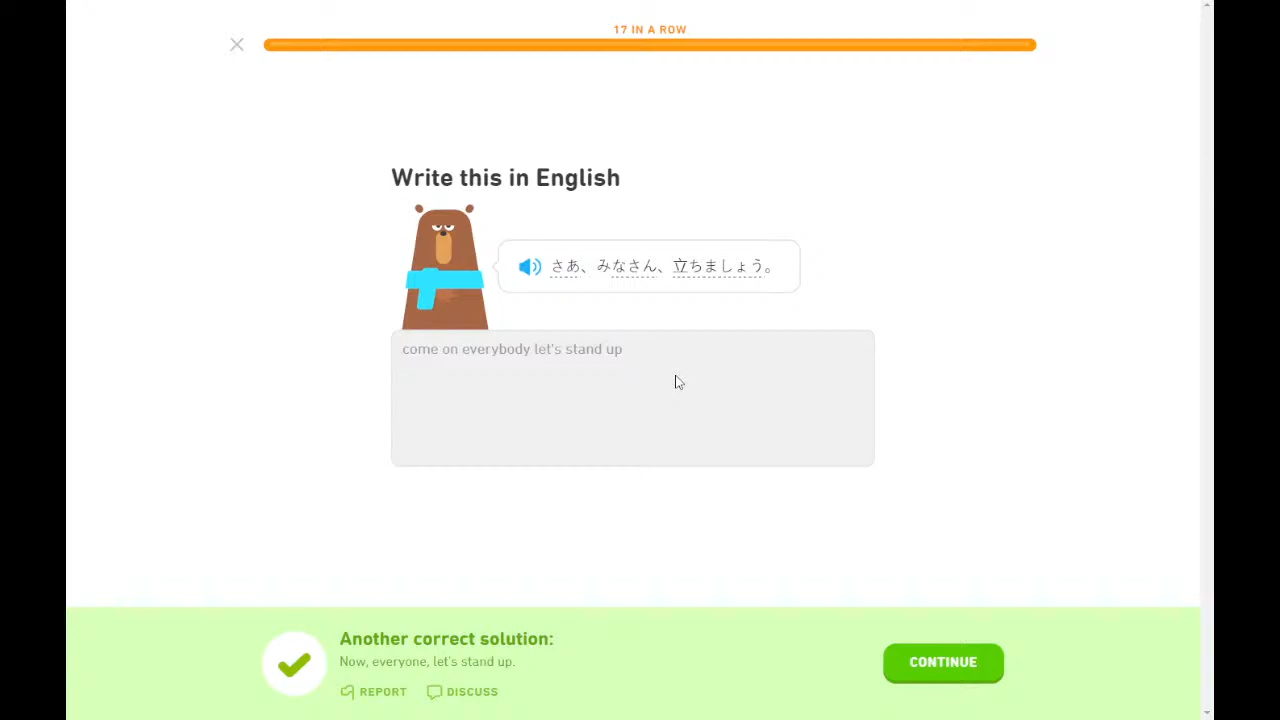 17 IN A ROW
Write this in English
さあ、みなさん、立ちましょう。
come on everybody let's stand up
Another correct solution:
Now, everyone, let's stand up.
REPORT DISCUSS
CONTINUE